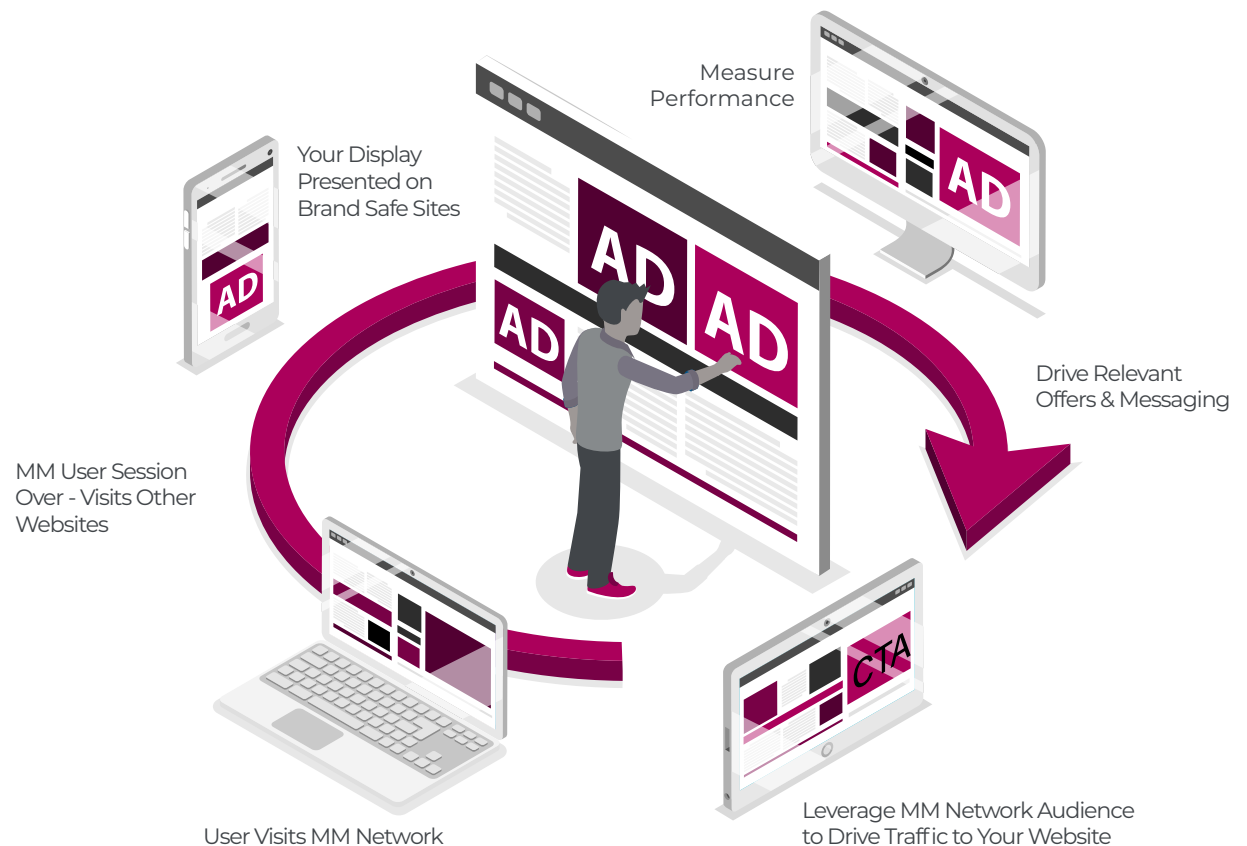 Measure
Performance
Your Display
Presented on
Brand Safe Sites
AD
AD
AD
AD
AD
Drive Relevant
Offers & Messaging
MM User Session
Over - Visits Other
Websites
CTA
User Visits MM Network
Leverage MM Network Audience
to Drive Traffic to Your Website